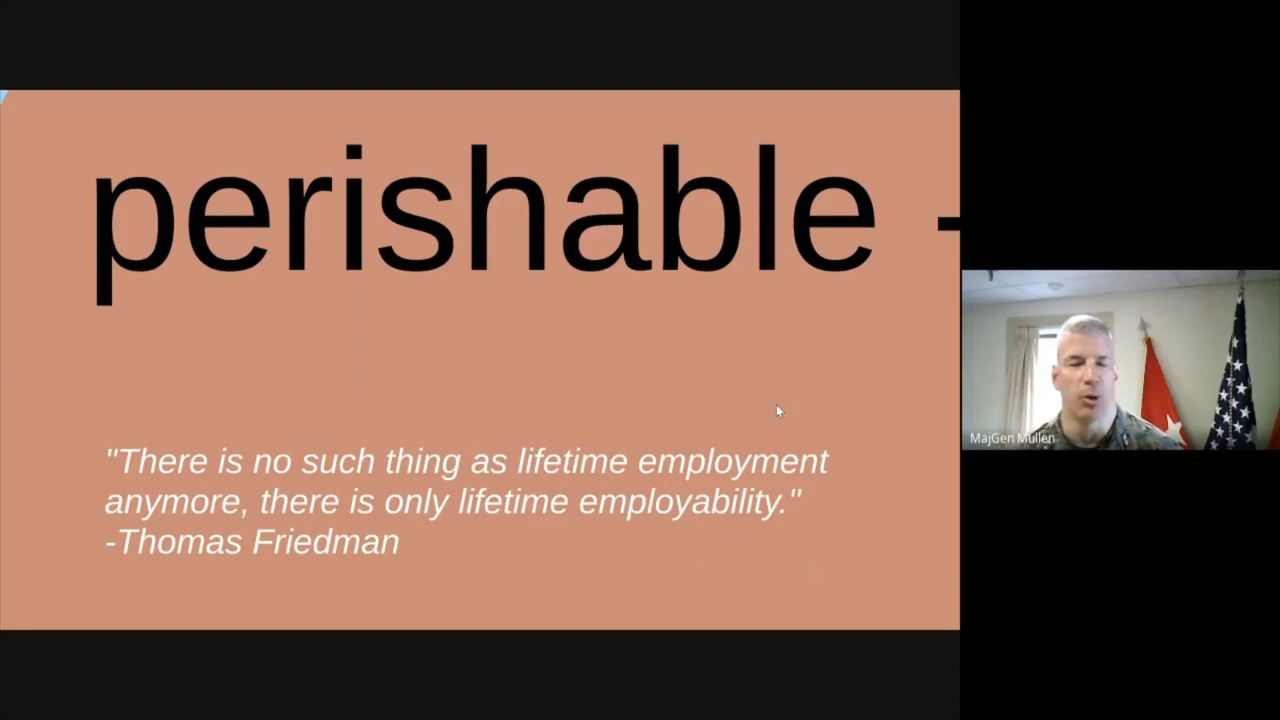 perishable -
"There is no such thing as lifetime employment
anymore, there is only lifetime employability."
-Thomas Friedman
MajGen Mullen